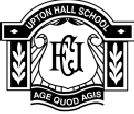 UPTON HALL SCHOOL
FCJ
AGE QUOD AGIS